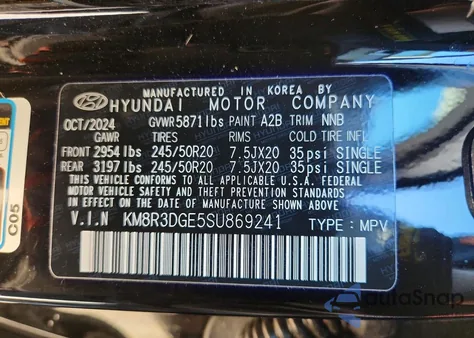 MANUFACTURED IN KOREA BY
HYUNDAI MOTOR COMPANY
OCT/2024 GVWR 5871lbs PAINT A2B TRIM NNB
GAWR TIRES RIMS COLD TIRE INFL.
FRONT 2954 lbs 245/50R20 7.5JX20 35psi SINGLE
REAR 3197 lbs 245/50R20 7.5JX20 35psi SINGLE
THIS VEHICLE CONFORMS TO ALL APPLICABLE FEDERAL
MOTOR VEHICLE SAFETY, BUMPER,
& THEFT PREVENTION STANDARDS IN EFFECT ON THE
DATE OF MANUFACTURE SHOWN ABOVE
V.I.N KM8R3DGE5SU869241 TYPE : MPV
C05
AutoSnap